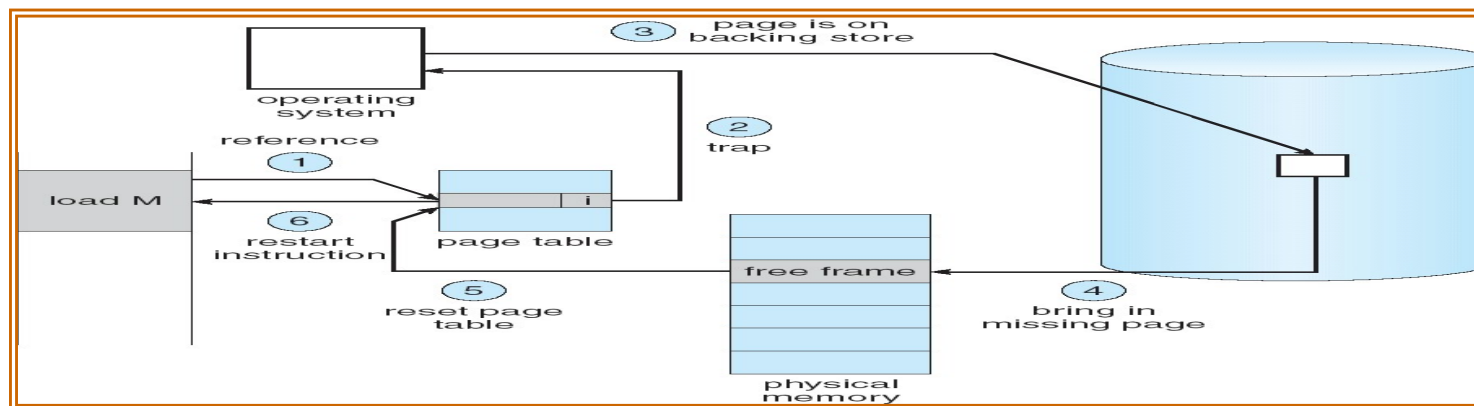 3
page is on
backing store
operating
system
reference
1
2
trap
load M
i
6
restart
instruction
page table
free frame
5
reset page
table
4
bring in
missing page
physical
memory